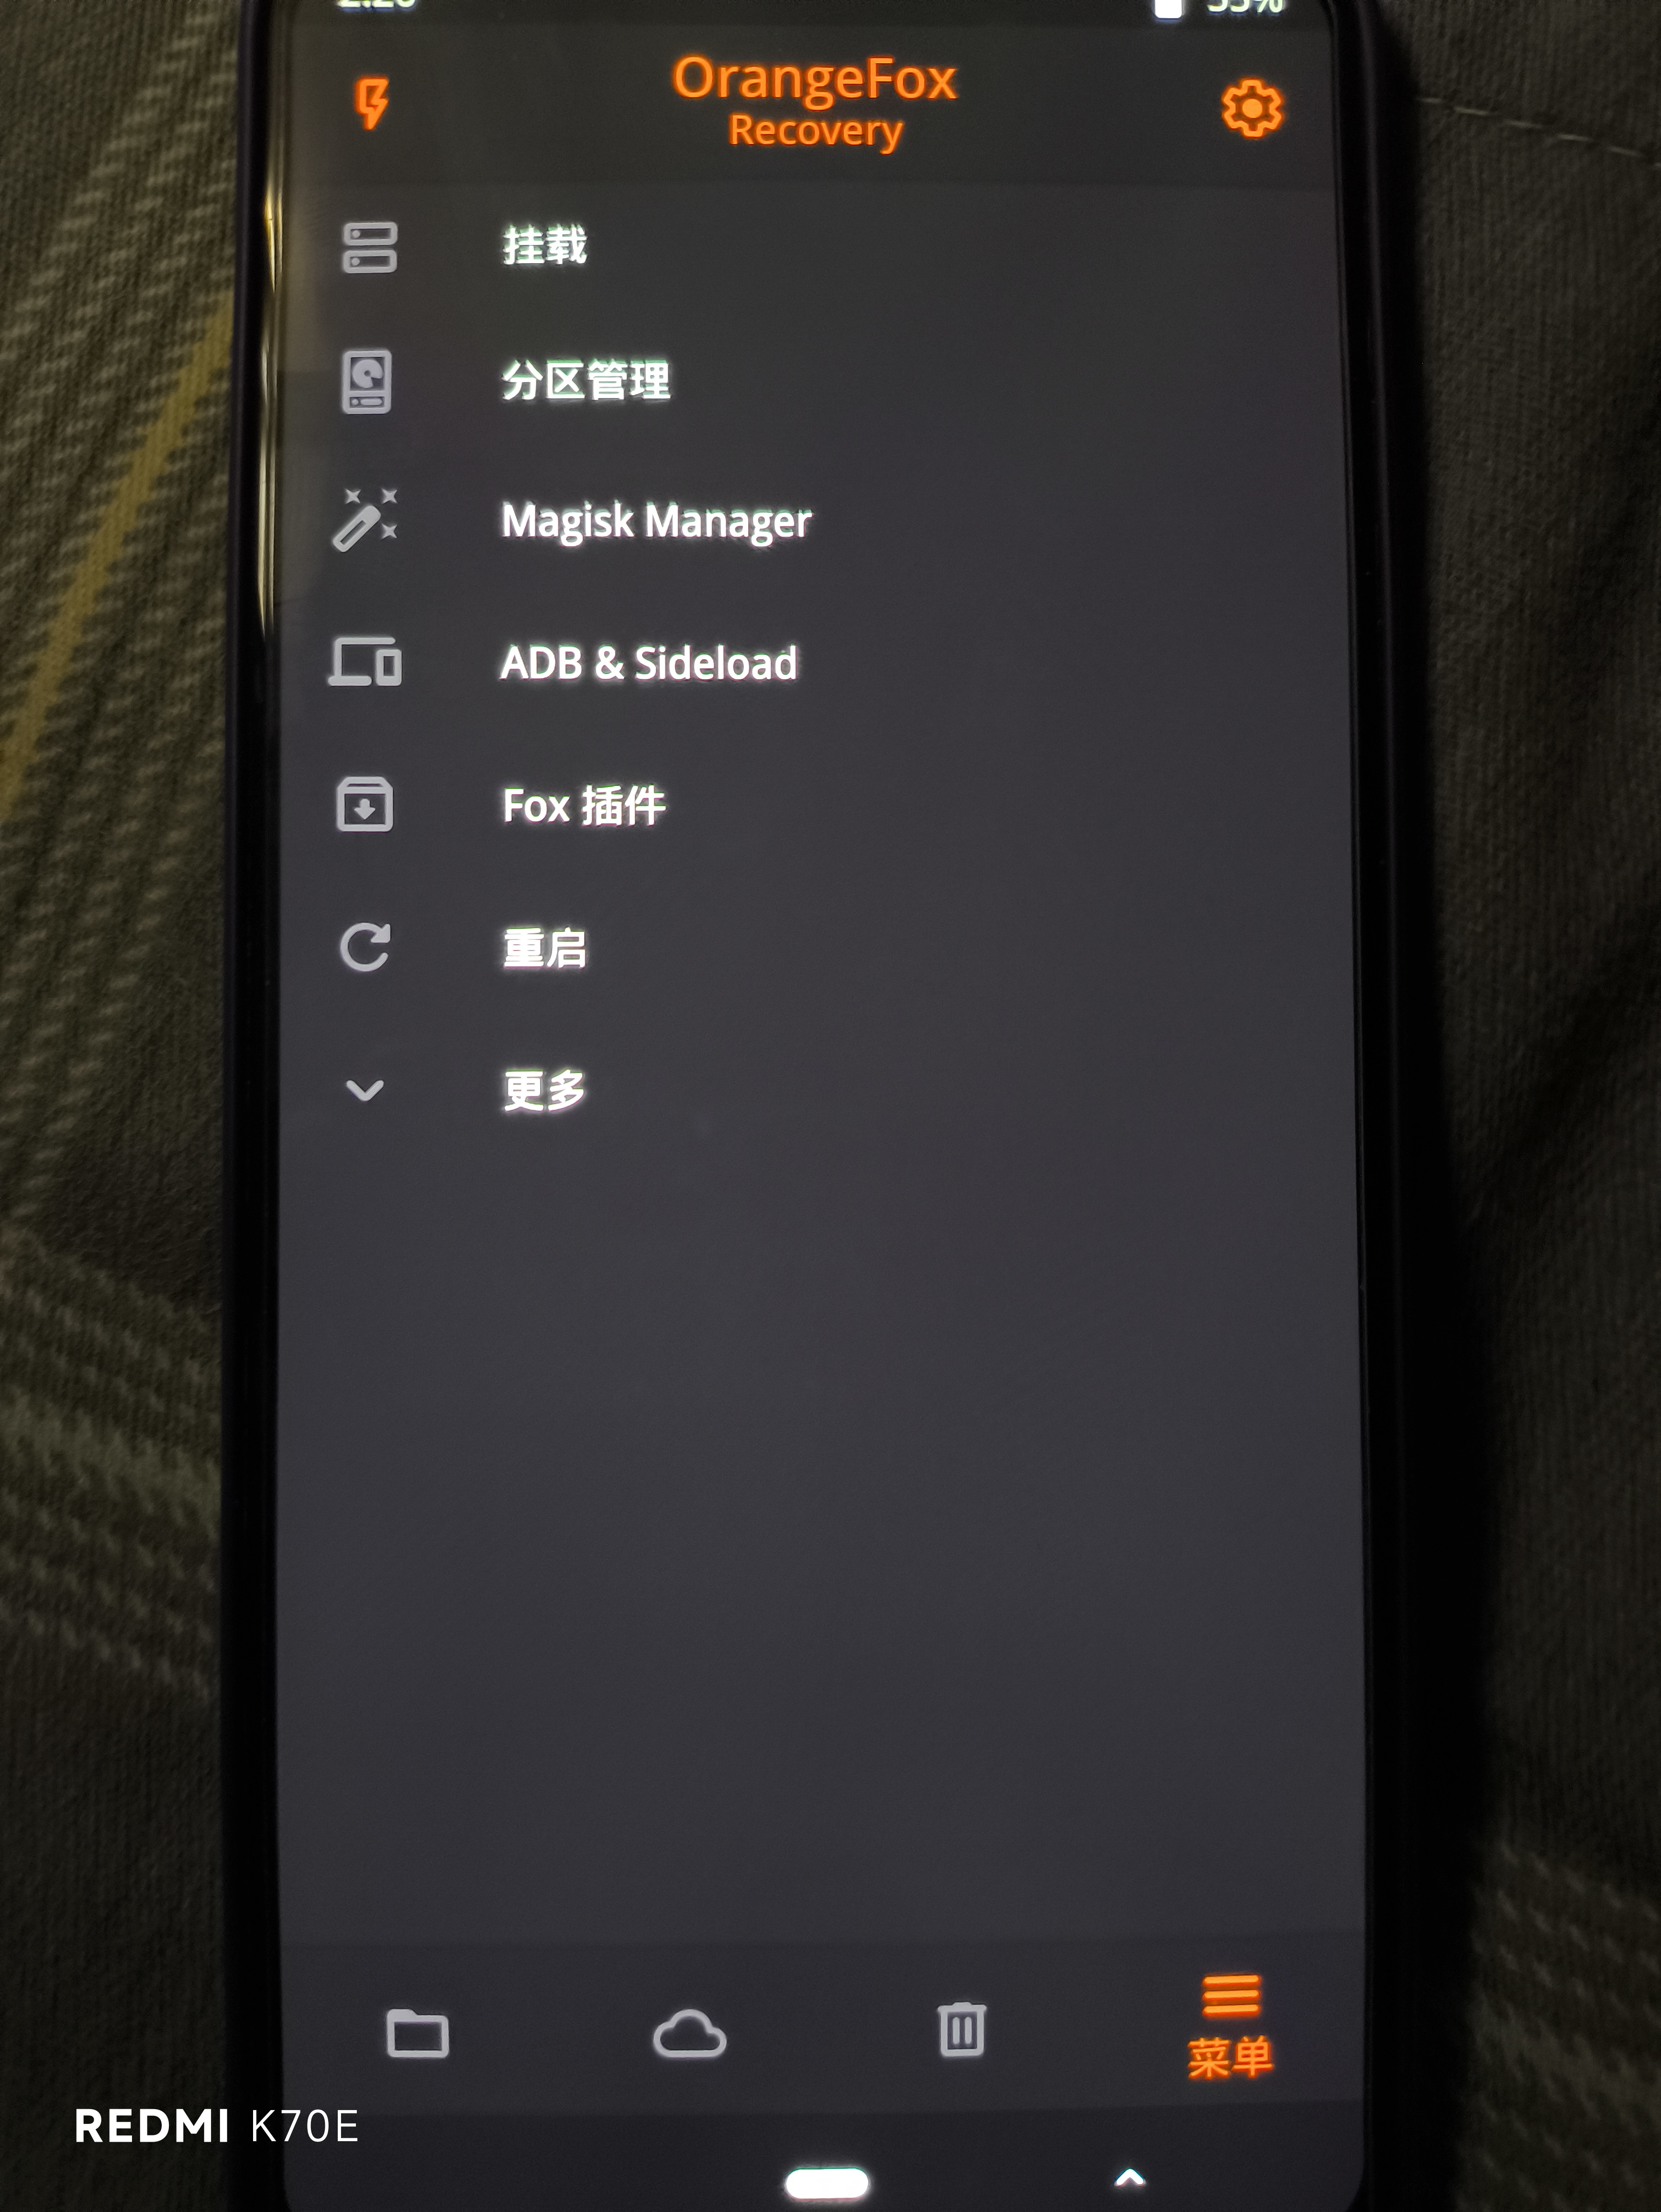 OrangeFox
Recovery
挂载
分区管理
Magisk Manager
ADB & Sideload
Fox 插件
重启
更多
菜单
REDMI K70E